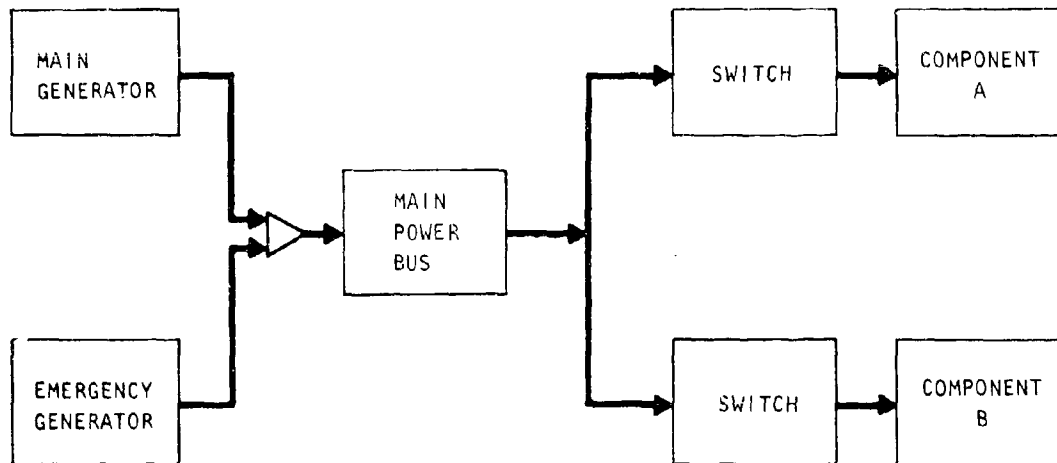 MAIN
GENERATOR
SWITCH
COMPONENT
A
MAIN
POWER
BUS
EMERGENCY
GENERATOR
SWITCH
COMPONENT
B